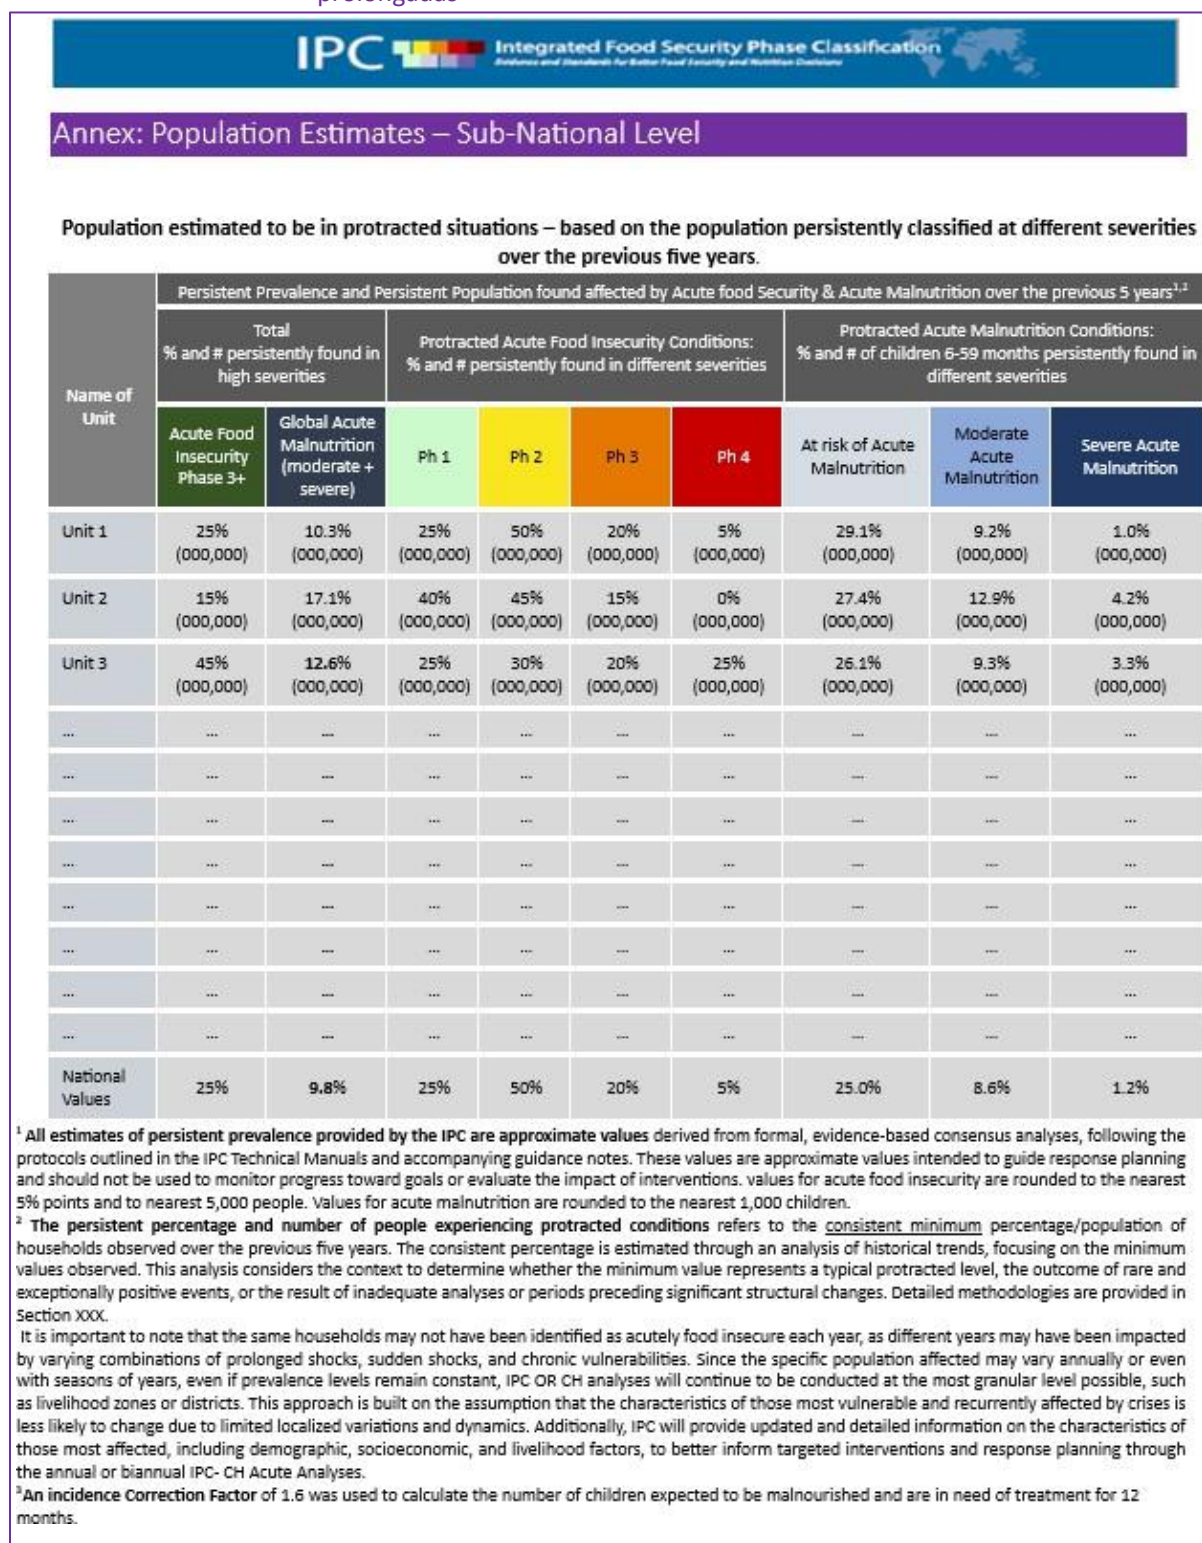 prolongadas
IPC Integrated Food Security Phase Classification
Evidence and Standards for Better Food Security and Nutrition Decisions
Annex: Population Estimates – Sub-National Level
Population estimated to be in protracted situations – based on the population persistently classified at different severities
over the previous five years.
Name of Unit
Persistent Prevalence and Persistent Population found affected by Acute food Security & Acute Malnutrition over the previous 5 years¹,²
Total
% and # persistently found in
high severities
Protracted Acute Food Insecurity Conditions:
% and # persistently found in different severities
Protracted Acute Malnutrition Conditions:
% and # of children 6-59 months persistently found in
different severities
Acute Food Insecurity Phase 3+
Global Acute Malnutrition (moderate + severe)
Ph 1
Ph 2
Ph 3
Ph 4
At risk of Acute Malnutrition
Moderate Acute Malnutrition
Severe Acute Malnutrition
Unit 1 25% 10.3% 25% 50% 20% 5% 29.1% 9.2% 1.0%
(000,000) (000,000) (000,000) (000,000) (000,000) (000,000) (000,000) (000,000) (000,000)
Unit 2 15% 17.1% 40% 45% 15% 0% 27.4% 12.9% 4.2%
(000,000) (000,000) (000,000) (000,000) (000,000) (000,000) (000,000) (000,000) (000,000)
Unit 3 45% 12.6% 25% 30% 20% 25% 26.1% 9.3% 3.3%
(000,000) (000,000) (000,000) (000,000) (000,000) (000,000) (000,000) (000,000) (000,000)
... ... ... ... ... ... ... ... ... ...
... ... ... ... ... ... ... ... ... ...
... ... ... ... ... ... ... ... ... ...
... ... ... ... ... ... ... ... ... ...
... ... ... ... ... ... ... ... ... ...
... ... ... ... ... ... ... ... ... ...
... ... ... ... ... ... ... ... ... ...
... ... ... ... ... ... ... ... ... ...
National Values 25% 9.8% 25% 50% 20% 5% 25.0% 8.6% 1.2%
¹ All estimates of persistent prevalence provided by the IPC are approximate values derived from formal, evidence-based consensus analyses, following the
protocols outlined in the IPC Technical Manuals and accompanying guidance notes. These values are approximate values intended to guide response planning
and should not be used to monitor progress toward goals or evaluate the impact of interventions. values for acute food insecurity are rounded to the nearest
5% points and to nearest 5,000 people. Values for acute malnutrition are rounded to the nearest 1,000 children.
² The persistent percentage and number of people experiencing protracted conditions refers to the consistent minimum percentage/population of
households observed over the previous five years. The consistent percentage is estimated through an analysis of historical trends, focusing on the minimum
values observed. This analysis considers the context to determine whether the minimum value represents a typical protracted level, the outcome of rare and
exceptionally positive events, or the result of inadequate analyses or periods preceding significant structural changes. Detailed methodologies are provided in
Section XXX.
It is important to note that the same households may not have been identified as acutely food insecure each year, as different years may have been impacted
by varying combinations of prolonged shocks, sudden shocks, and chronic vulnerabilities. Since the specific population affected may vary annually or even
with seasons of years, even if prevalence levels remain constant, IPC OR CH analyses will continue to be conducted at the most granular level possible, such
as livelihood zones or districts. This approach is built on the assumption that the characteristics of those most vulnerable and recurrently affected by crises is
less likely to change due to limited localized variations and dynamics. Additionally, IPC will provide updated and detailed information on the characteristics of
those most affected, including demographic, socioeconomic, and livelihood factors, to better inform targeted interventions and response planning through
the annual or biannual IPC- CH Acute Analyses.
³An incidence Correction Factor of 1.6 was used to calculate the number of children expected to be malnourished and are in need of treatment for 12
months.